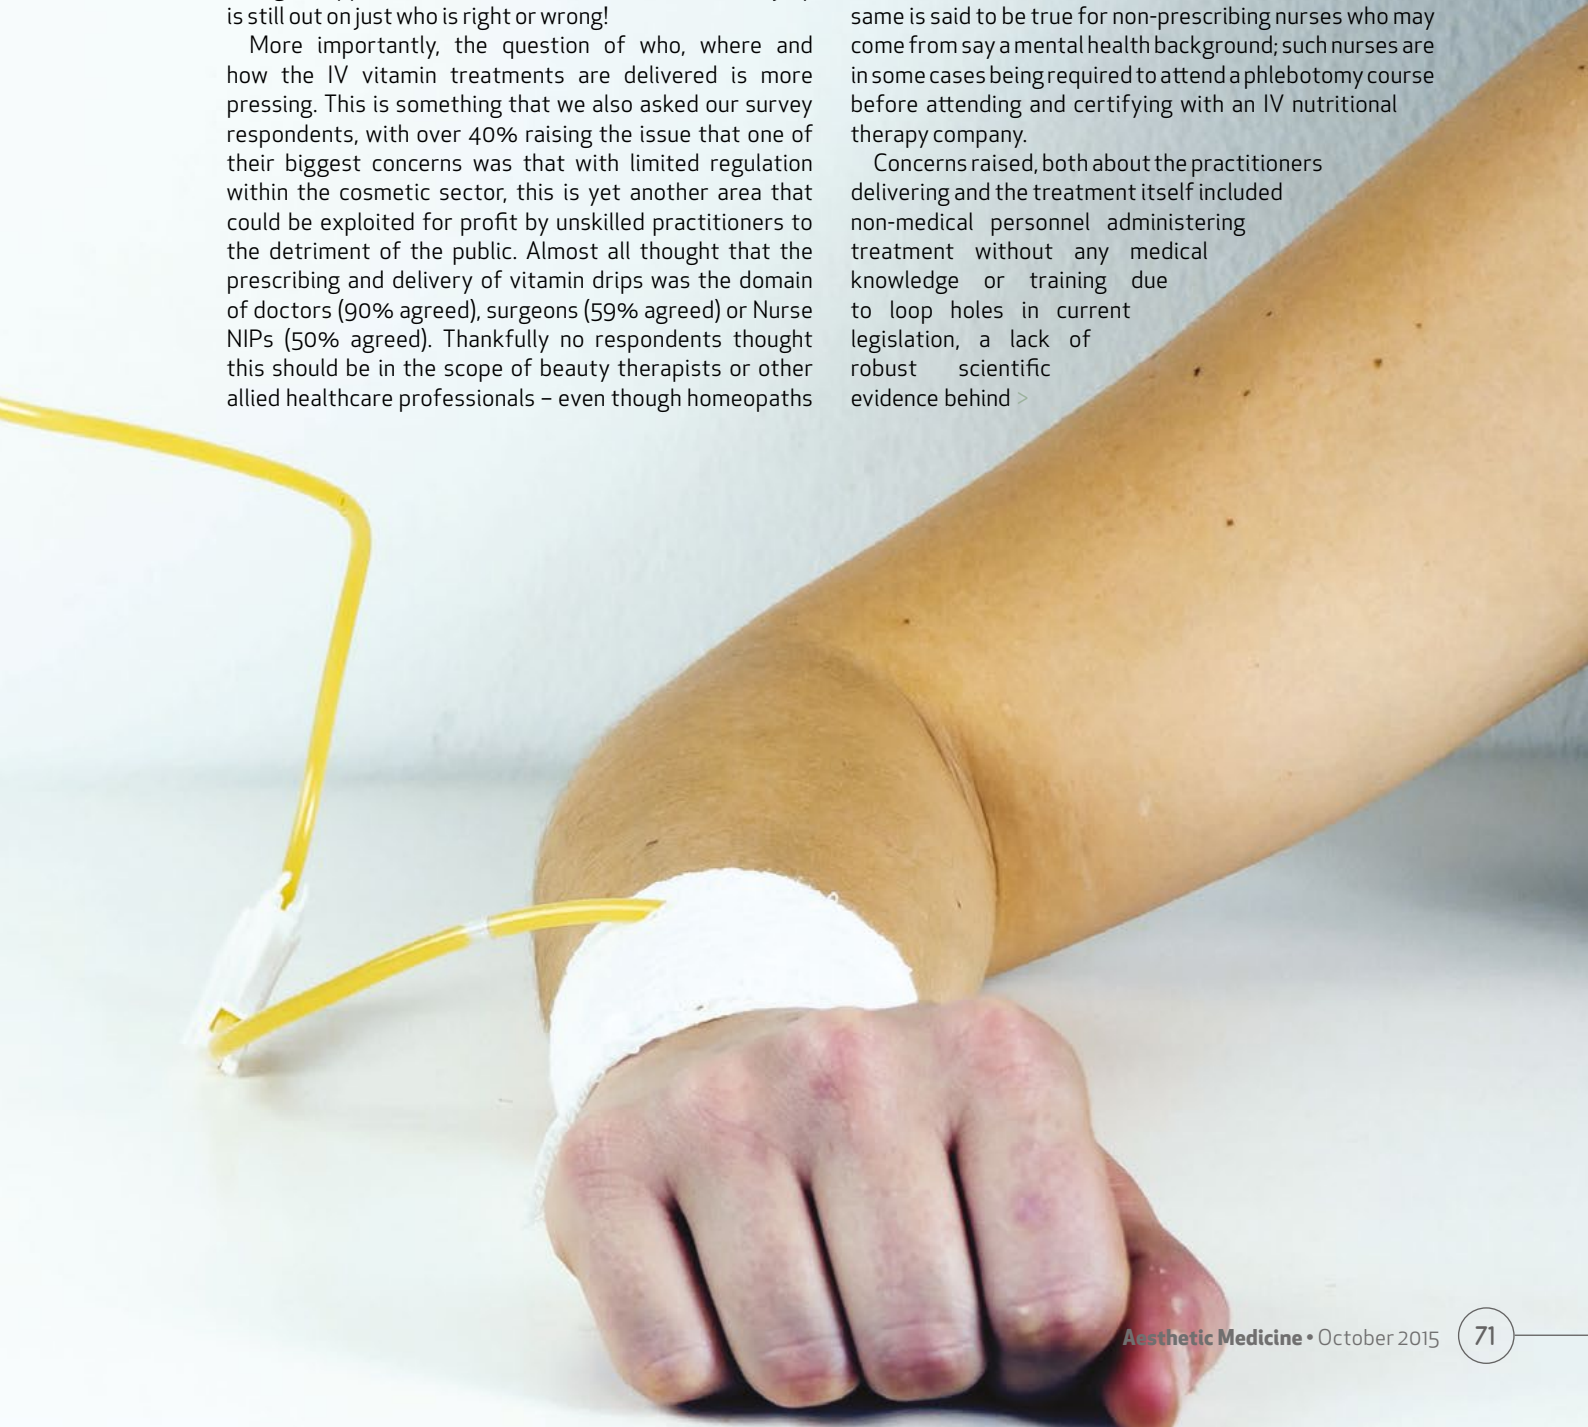 is still out on just who is right or wrong!
More importantly, the question of who, where and
how the IV vitamin treatments are delivered is more
pressing. This is something that we also asked our survey
respondents, with over 40% raising the issue that one of
their biggest concerns was that with limited regulation
within the cosmetic sector, this is yet another area that
could be exploited for profit by unskilled practitioners to
the detriment of the public. Almost all thought that the
prescribing and delivery of vitamin drips was the domain
of doctors (90% agreed), surgeons (59% agreed) or Nurse
NIPs (50% agreed). Thankfully no respondents thought
this should be in the scope of beauty therapists or other
allied healthcare professionals – even though homeopaths
same is said to be true for non-prescribing nurses who may
come from say a mental health background; such nurses are
in some cases being required to attend a phlebotomy course
before attending and certifying with an IV nutritional
therapy company.
Concerns raised, both about the practitioners
delivering and the treatment itself included
non-medical personnel administering
treatment without any medical
knowledge or training due
to loop holes in current
legislation, a lack of
robust scientific
evidence behind >
Aesthetic Medicine • October 2015 71